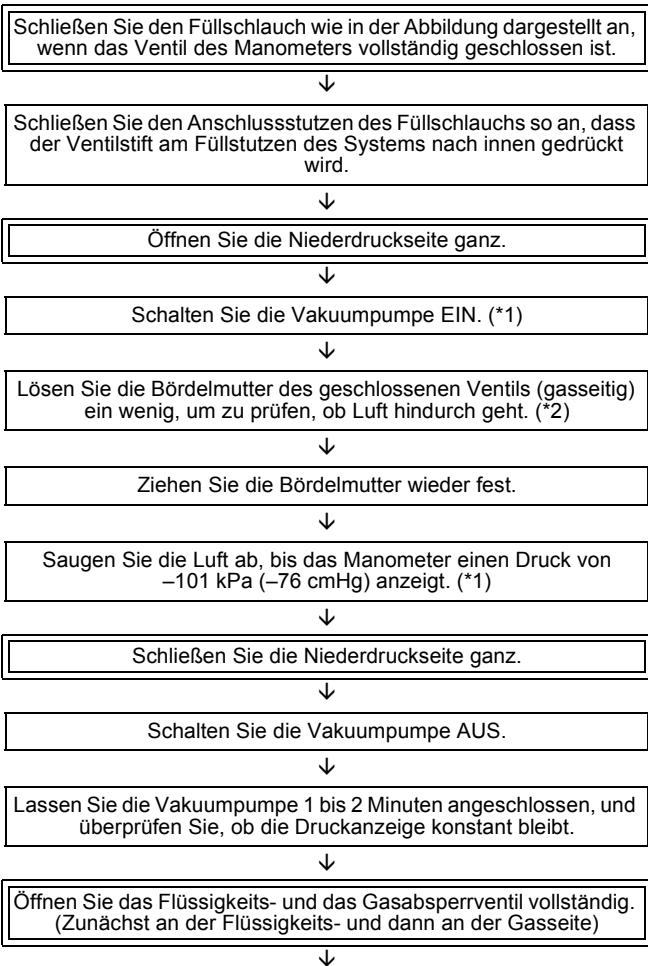 Schließen Sie den Füllschlauch wie in der Abbildung dargestellt an,
wenn das Ventil des Manometers vollständig geschlossen ist.
Schließen Sie den Anschlussstutzen des Füllschlauchs so an, dass
der Ventilstift am Füllstutzen des Systems nach innen gedrückt
wird.
Öffnen Sie die Niederdruckseite ganz.
Schalten Sie die Vakuumpumpe EIN. (*1)
Lösen Sie die Bördelmutter des geschlossenen Ventils (gasseitig)
ein wenig, um zu prüfen, ob Luft hindurch geht. (*2)
Ziehen Sie die Bördelmutter wieder fest.
Saugen Sie die Luft ab, bis das Manometer einen Druck von
–101 kPa (–76 cmHg) anzeigt. (*1)
Schließen Sie die Niederdruckseite ganz.
Schalten Sie die Vakuumpumpe AUS.
Lassen Sie die Vakuumpumpe 1 bis 2 Minuten angeschlossen, und
überprüfen Sie, ob die Druckanzeige konstant bleibt.
Öffnen Sie das Flüssigkeits- und das Gasabsperrventil vollständig.
(Zunächst an der Flüssigkeits- und dann an der Gasseite)